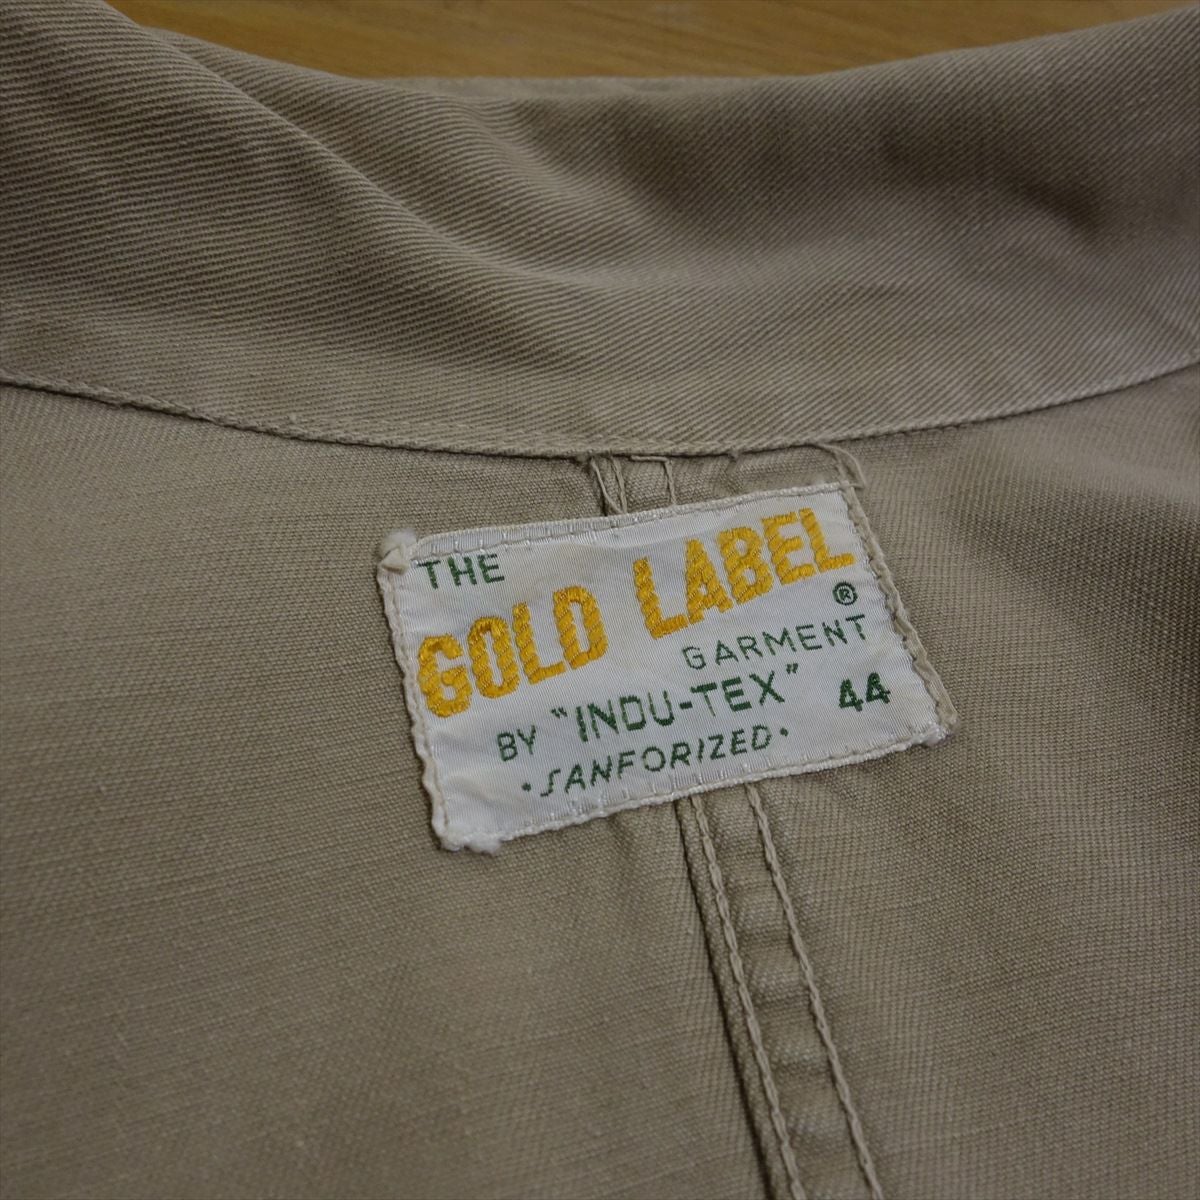 THE
GOLD LABEL ®
GARMENT
BY "INDU-TEX" 44
•SANFORIZED•